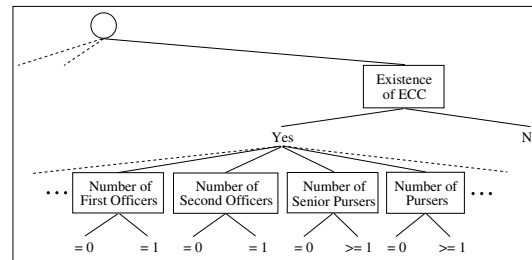 Existence
of ECC
Yes
N
... Number of First Officers Number of Second Officers Number of Senior Pursers Number of Pursers ...
= 0 = 1 = 0 = 1 = 0 >= 1 = 0 >= 1